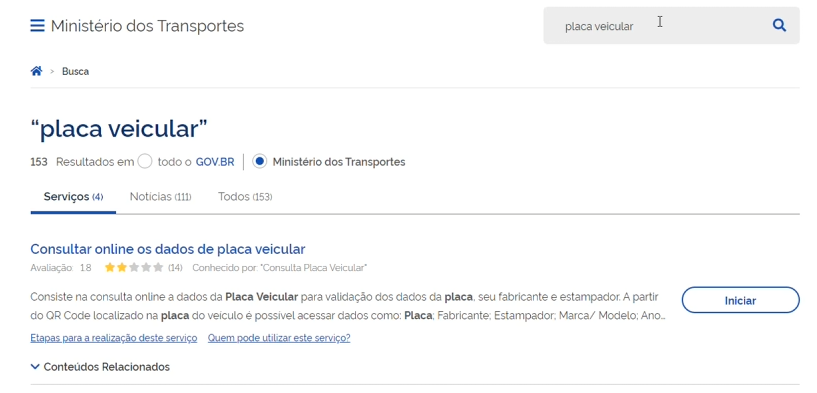 Ministério dos Transportes
placa veicular
Busca
“placa veicular”
153 Resultados em todo o GOV.BR Ministério dos Transportes
Serviços (4) Notícias (111) Todos (153)
Consultar online os dados de placa veicular
Avaliação: 1.8 (14) Conhecido por: "Consulta Placa Veicular"
Consiste na consulta online a dados da Placa Veicular para validação dos dados da placa, seu fabricante e estampador. A partir
do QR Code localizado na placa do veículo é possível acessar dados como: Placa; Fabricante; Estampador; Marca/ Modelo; Ano...
Iniciar
Etapas para a realização deste serviço Quem pode utilizar este serviço?
Conteúdos Relacionados